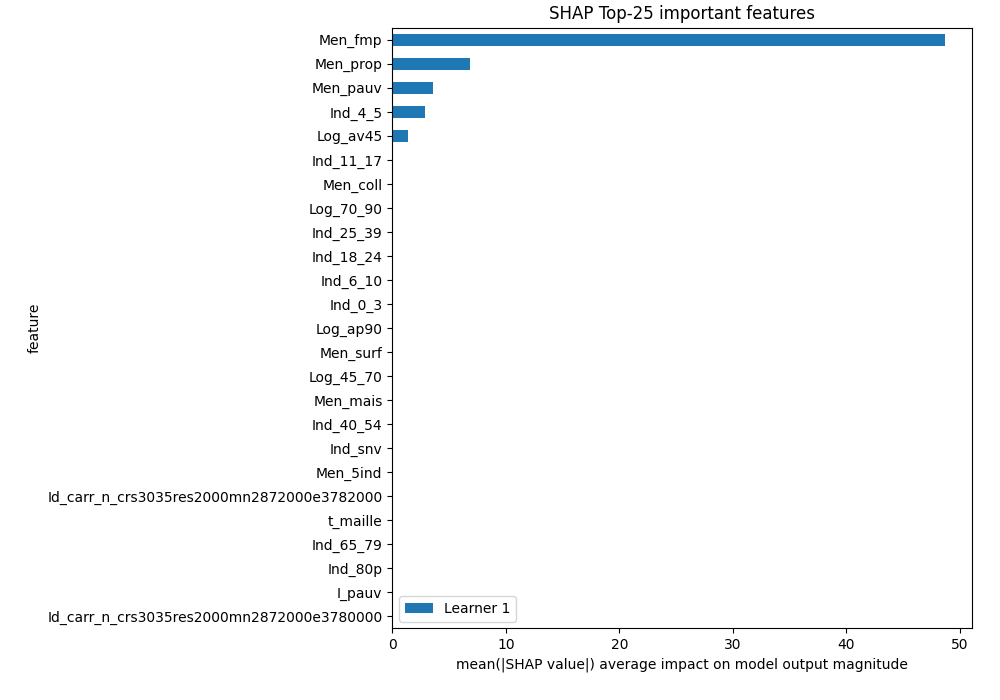 SHAP Top-25 important features
feature
Men_fmp
Men_prop
Men_pauv
Ind_4_5
Log_av45
Ind_11_17
Men_coll
Log_70_90
Ind_25_39
Ind_18_24
Ind_6_10
Ind_0_3
Log_ap90
Men_surf
Log_45_70
Men_mais
Ind_40_54
Ind_snv
Men_5ind
Id_carr_n_crs3035res2000mn2872000e3782000
t_maille
Ind_65_79
Ind_80p
I_pauv
Id_carr_n_crs3035res2000mn2872000e3780000
Learner 1
0 10 20 30 40 50
mean(|SHAP value|) average impact on model output magnitude